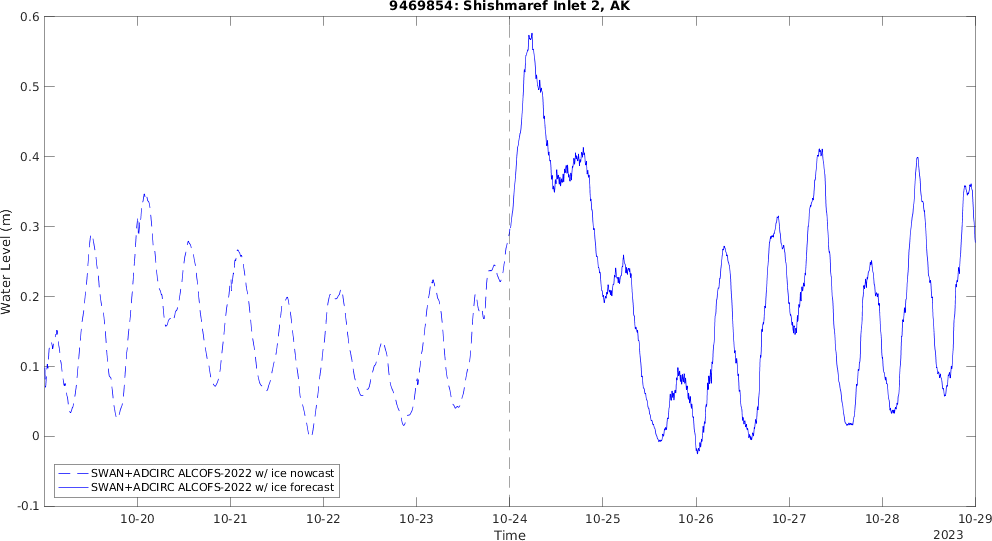 9469854: Shishmaref Inlet 2, AK
0.6
0.5
0.4
0.3
0.2
0.1
0
-0.1
Water Level (m)
SWAN+ADCIRC ALCOFS-2022 w/ ice nowcast
SWAN+ADCIRC ALCOFS-2022 w/ ice forecast
10-20 10-21 10-22 10-23 10-24 10-25 10-26 10-27 10-28 10-29
Time
2023